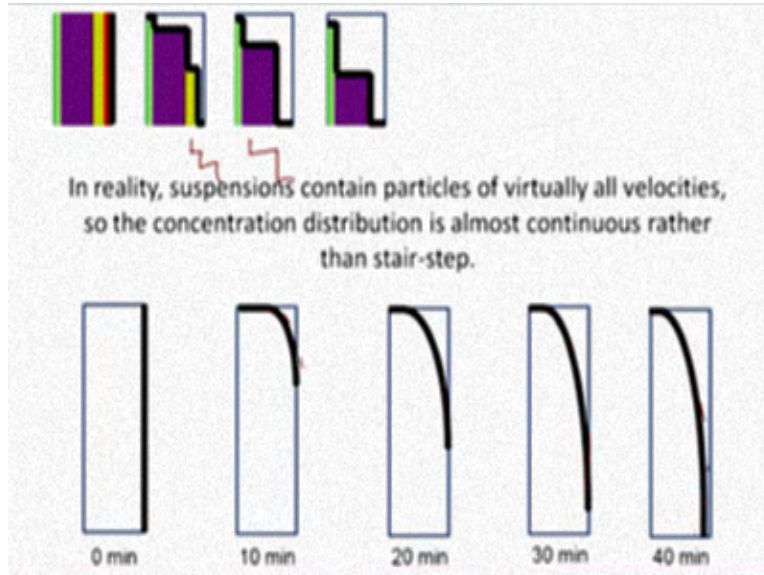 In reality, suspensions contain particles of virtually all velocities,
so the concentration distribution is almost continuous rather
than stair-step.
0 min
10 min
20 min
30 min
40 min